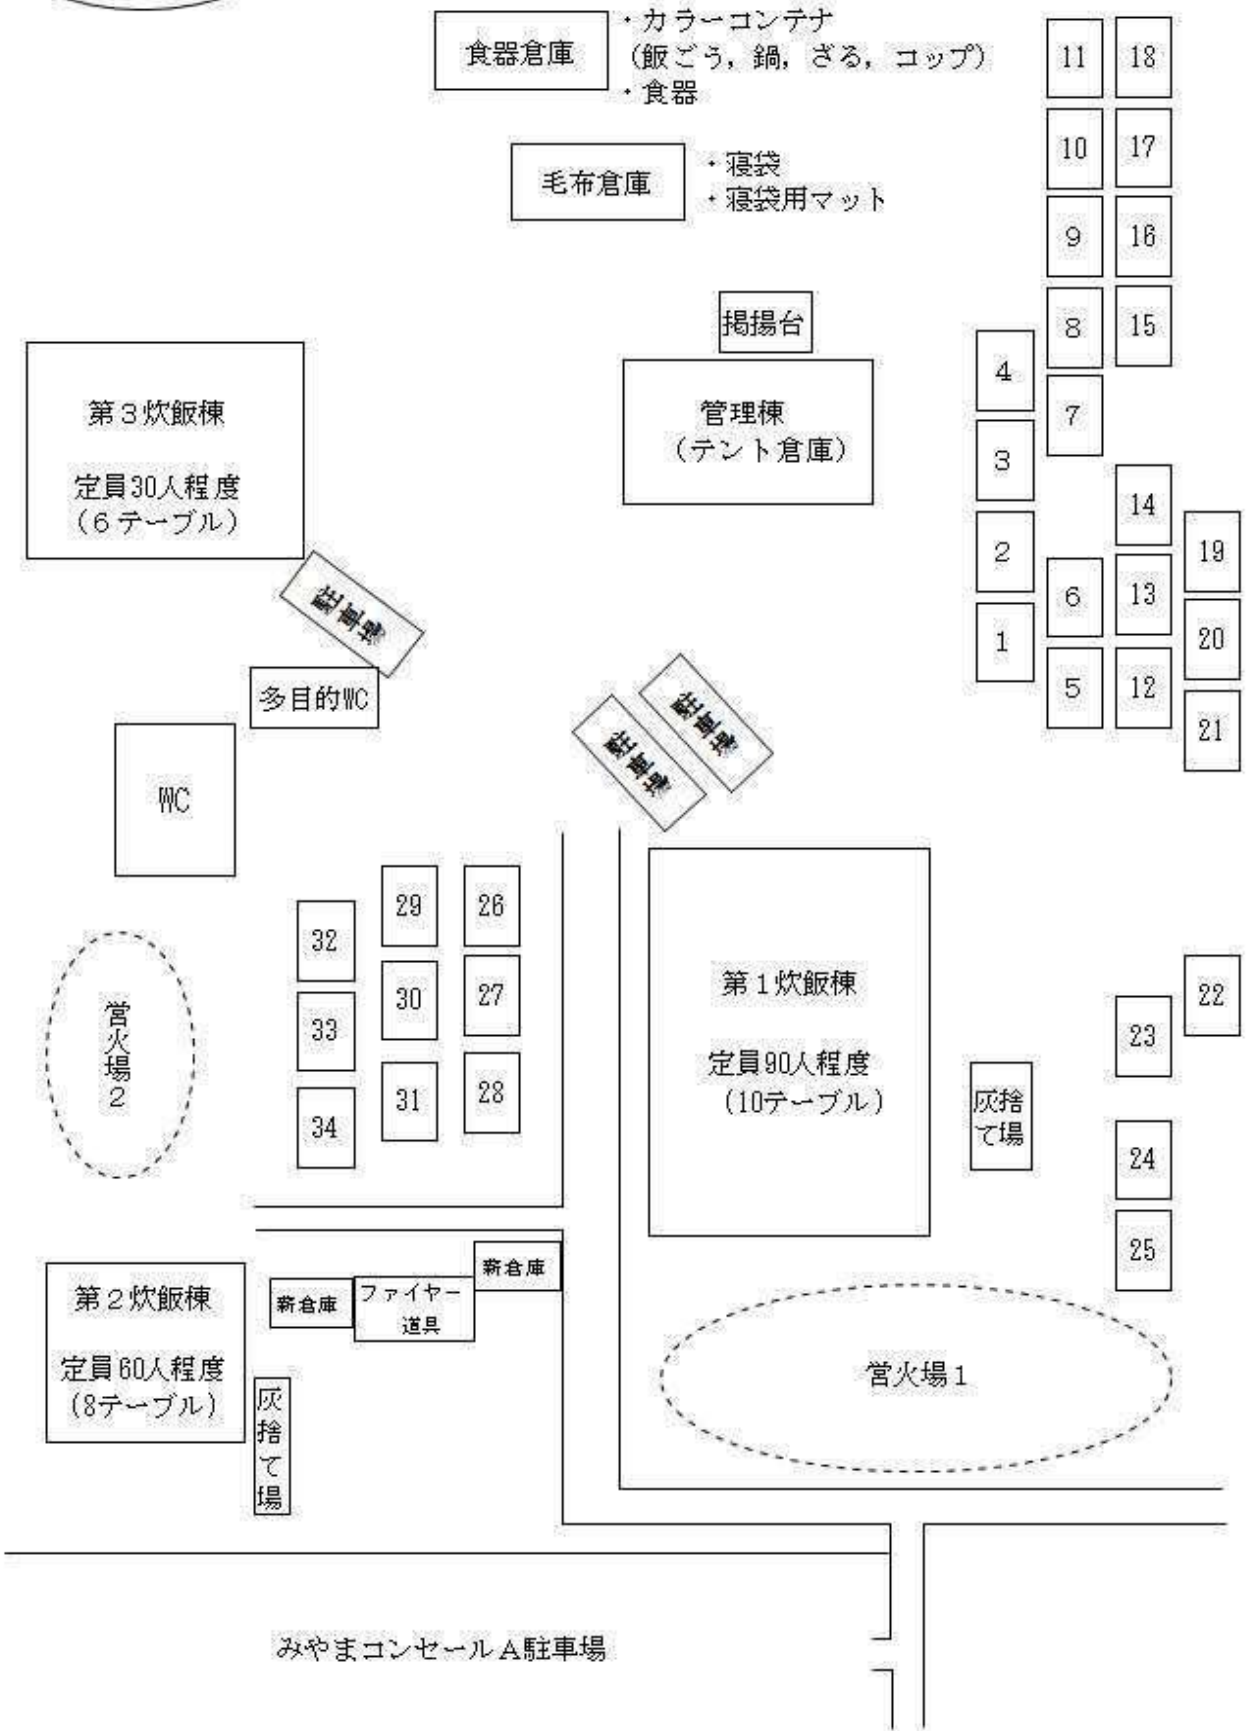 食器倉庫
・カラーコンテナ
(飯ごう，鍋，ざる，コップ)
・食器
毛布倉庫
・寝袋
・寝袋用マット
11
18
10
17
9
16
8
15
4
7
3
14
2
19
6
13
1
20
5
12
21
掲揚台
管理棟
(テント倉庫)
第３炊飯棟
定員30人程度
(６テーブル)
駐車場
多目的WC
WC
駐車場
駐車場
29
26
32
30
27
33
31
28
34
営火場２
第１炊飯棟
定員90人程度
(10テーブル)
灰捨
て場
22
23
24
25
第２炊飯棟
定員60人程度
(8テーブル)
薪倉庫
ファイヤー
道具
薪倉庫
灰捨て場
営火場１
みやまコンセールＡ駐車場